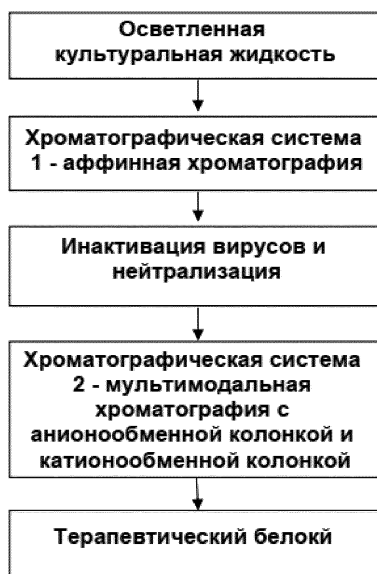 Осветленная
культуральная жидкость
Хроматографическая система
1 - аффинная хроматография
Инактивация вирусов и
нейтрализация
Хроматографическая система
2 - мультимодальная
хроматография с
анионообменной колонкой и
катионообменной колонкой
Терапевтический белокй